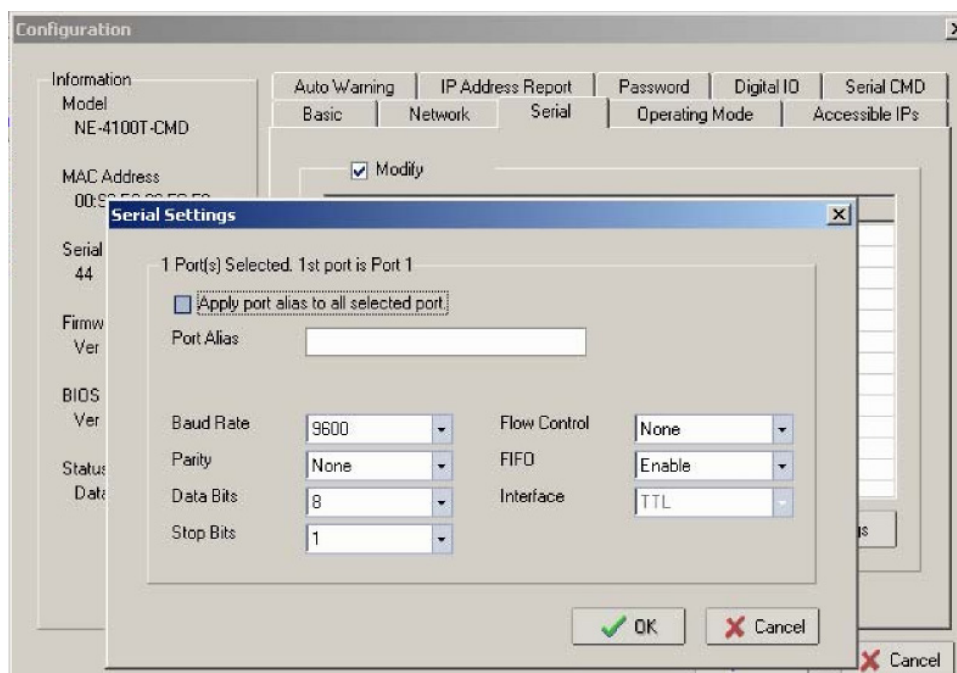 Configuration
Information
Model
NE-4100T-CMD
MAC Address
Serial
44
Firmw
Ver
BIOS
Ver
Status
Data
Auto Warning
IP Address Report
Password
Digital IO
Serial CMD
Basic
Network
Serial
Operating Mode
Accessible IPs
Modify
Serial Settings
1 Port(s) Selected. 1st port is Port 1
Apply port alias to all selected port.
Port Alias
Baud Rate
9600
Flow Control
None
Parity
None
FIFO
Enable
Data Bits
8
Interface
TTL
Stop Bits
1
OK
Cancel
gs
Cancel